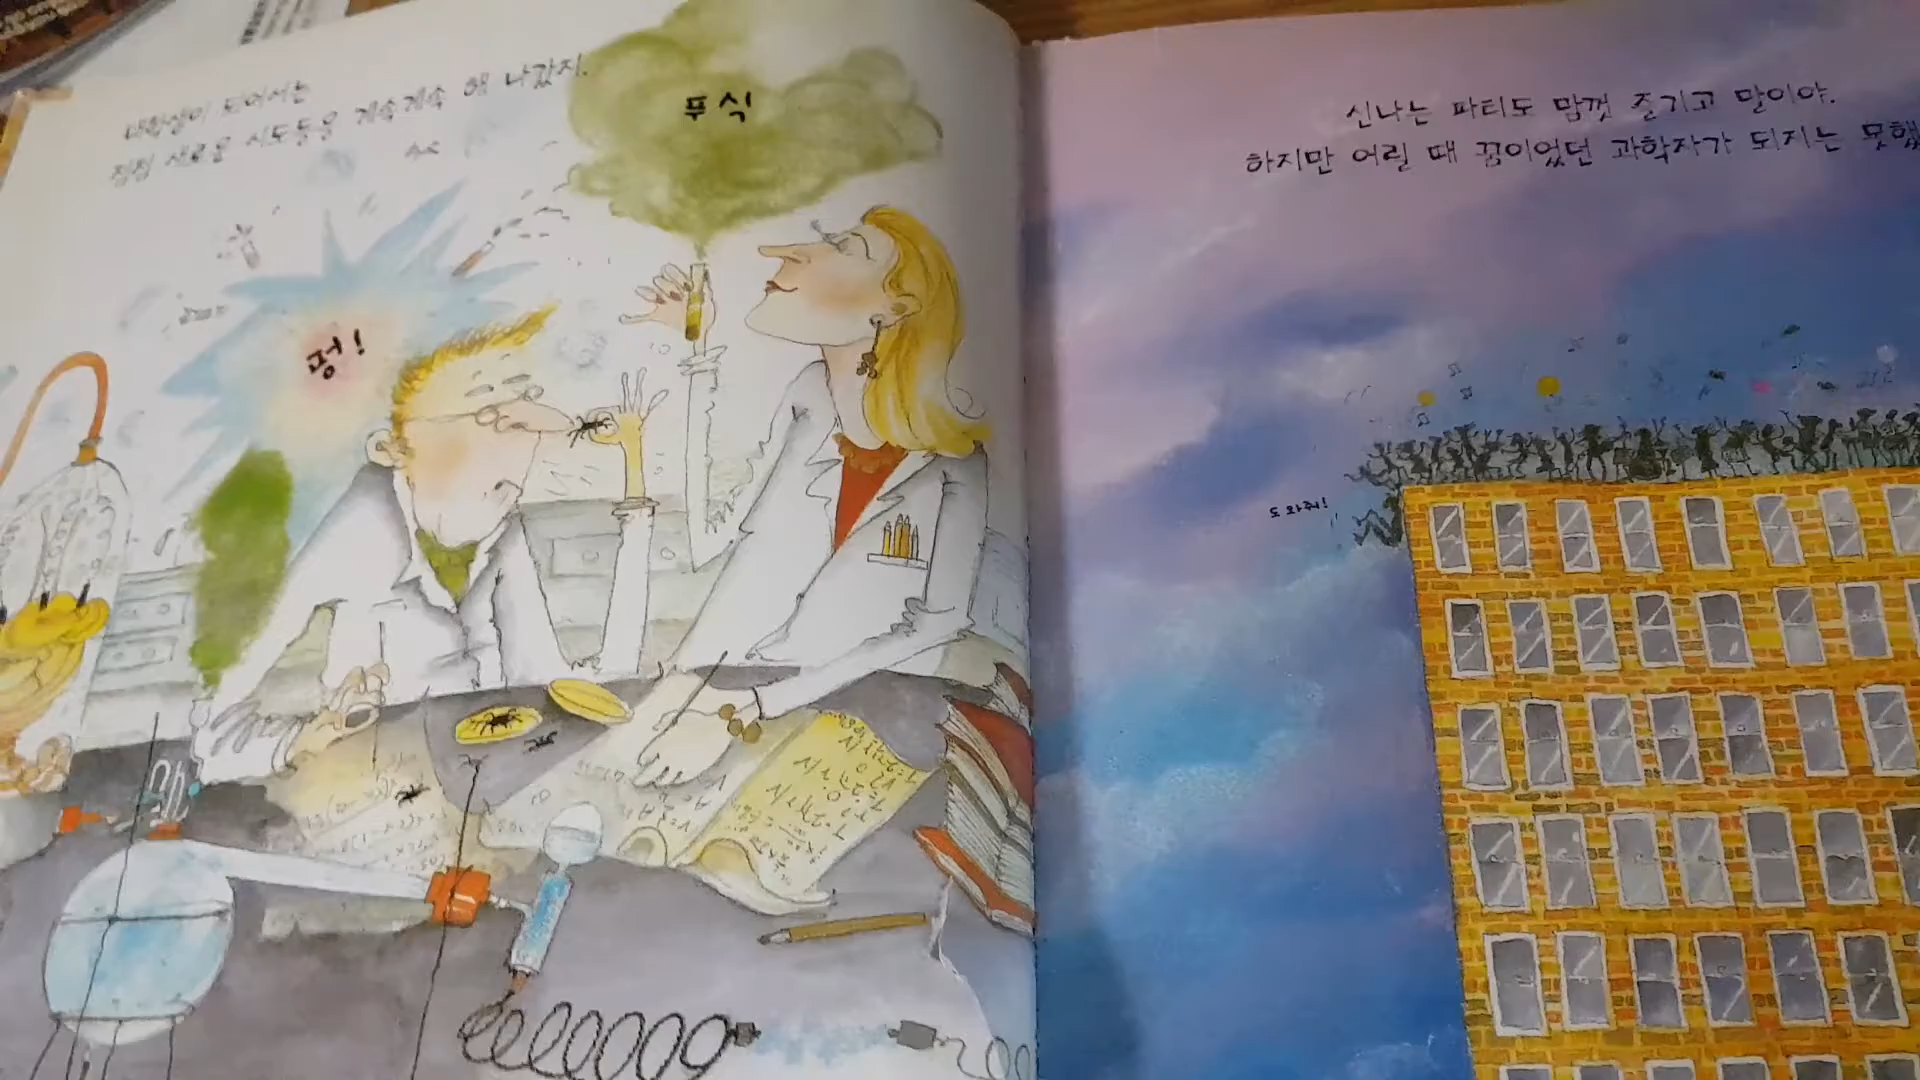 대학생이 되어서는
점점 새로운 시도들을 계속계속 해 나갔지.
푸식
펑!
신나는 파티도 맘껏 즐기고 말이야.
하지만 어릴 때 꿈이었던 과학자가 되지는 못했
도와줘!